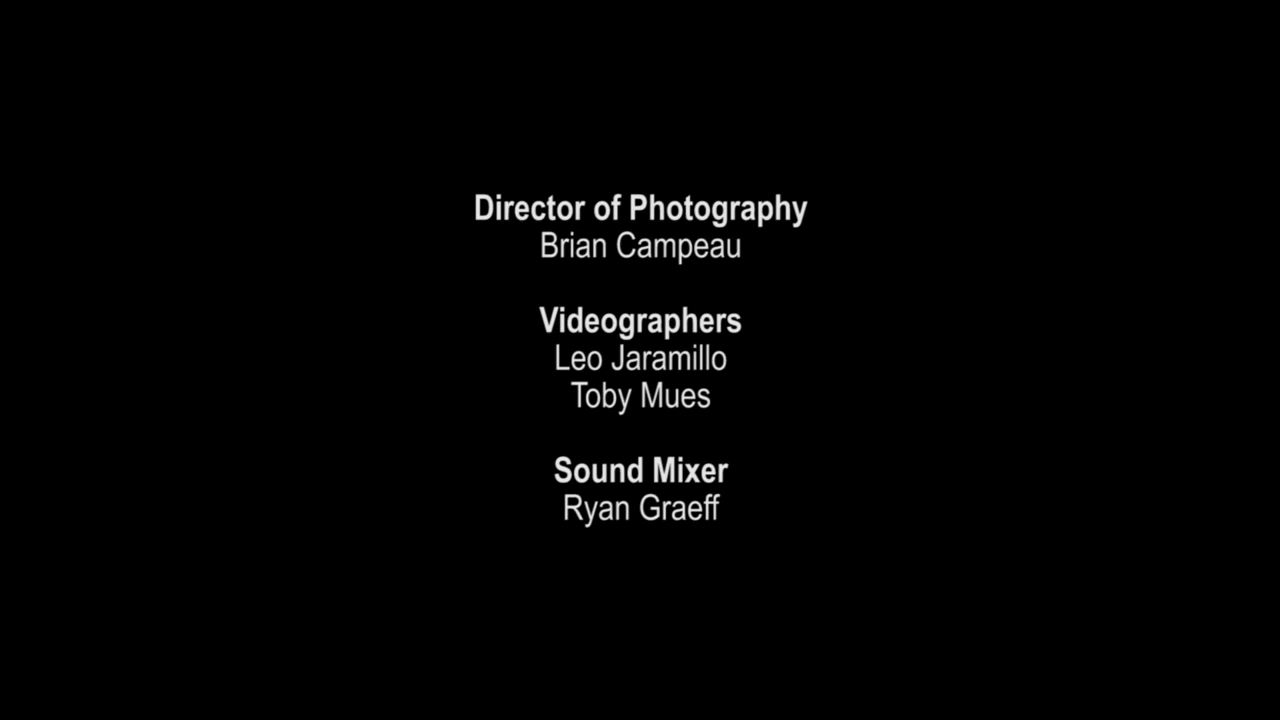 Director of Photography
Brian Campeau
Videographers
Leo Jaramillo
Toby Mues
Sound Mixer
Ryan Graeff